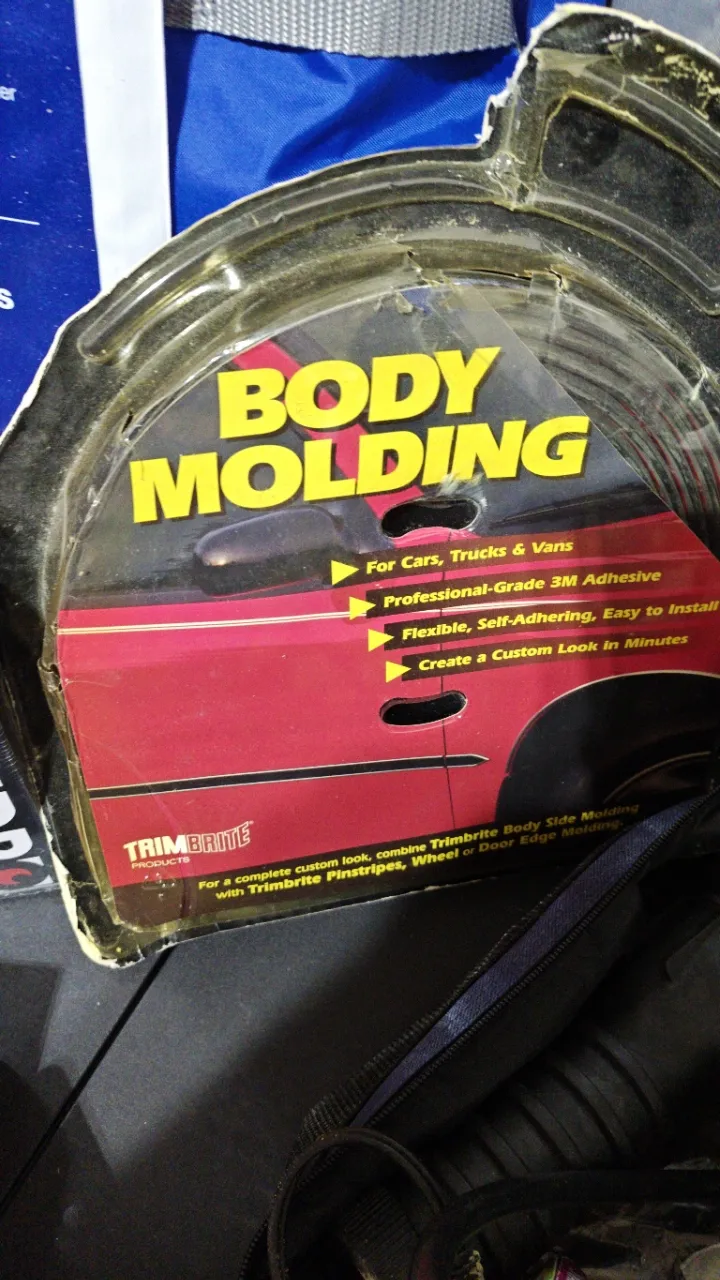 er
s
BODY
MOLDING
For Cars, Trucks & Vans
Professional-Grade 3M Adhesive
Flexible, Self-Adhering, Easy to Install
Create a Custom Look in Minutes
TRIMBRITE
PRODUCTS
For a complete custom look, combine Trimbrite Body Side Molding
with Trimbrite Pinstripes, Wheel or Door Edge Molding.